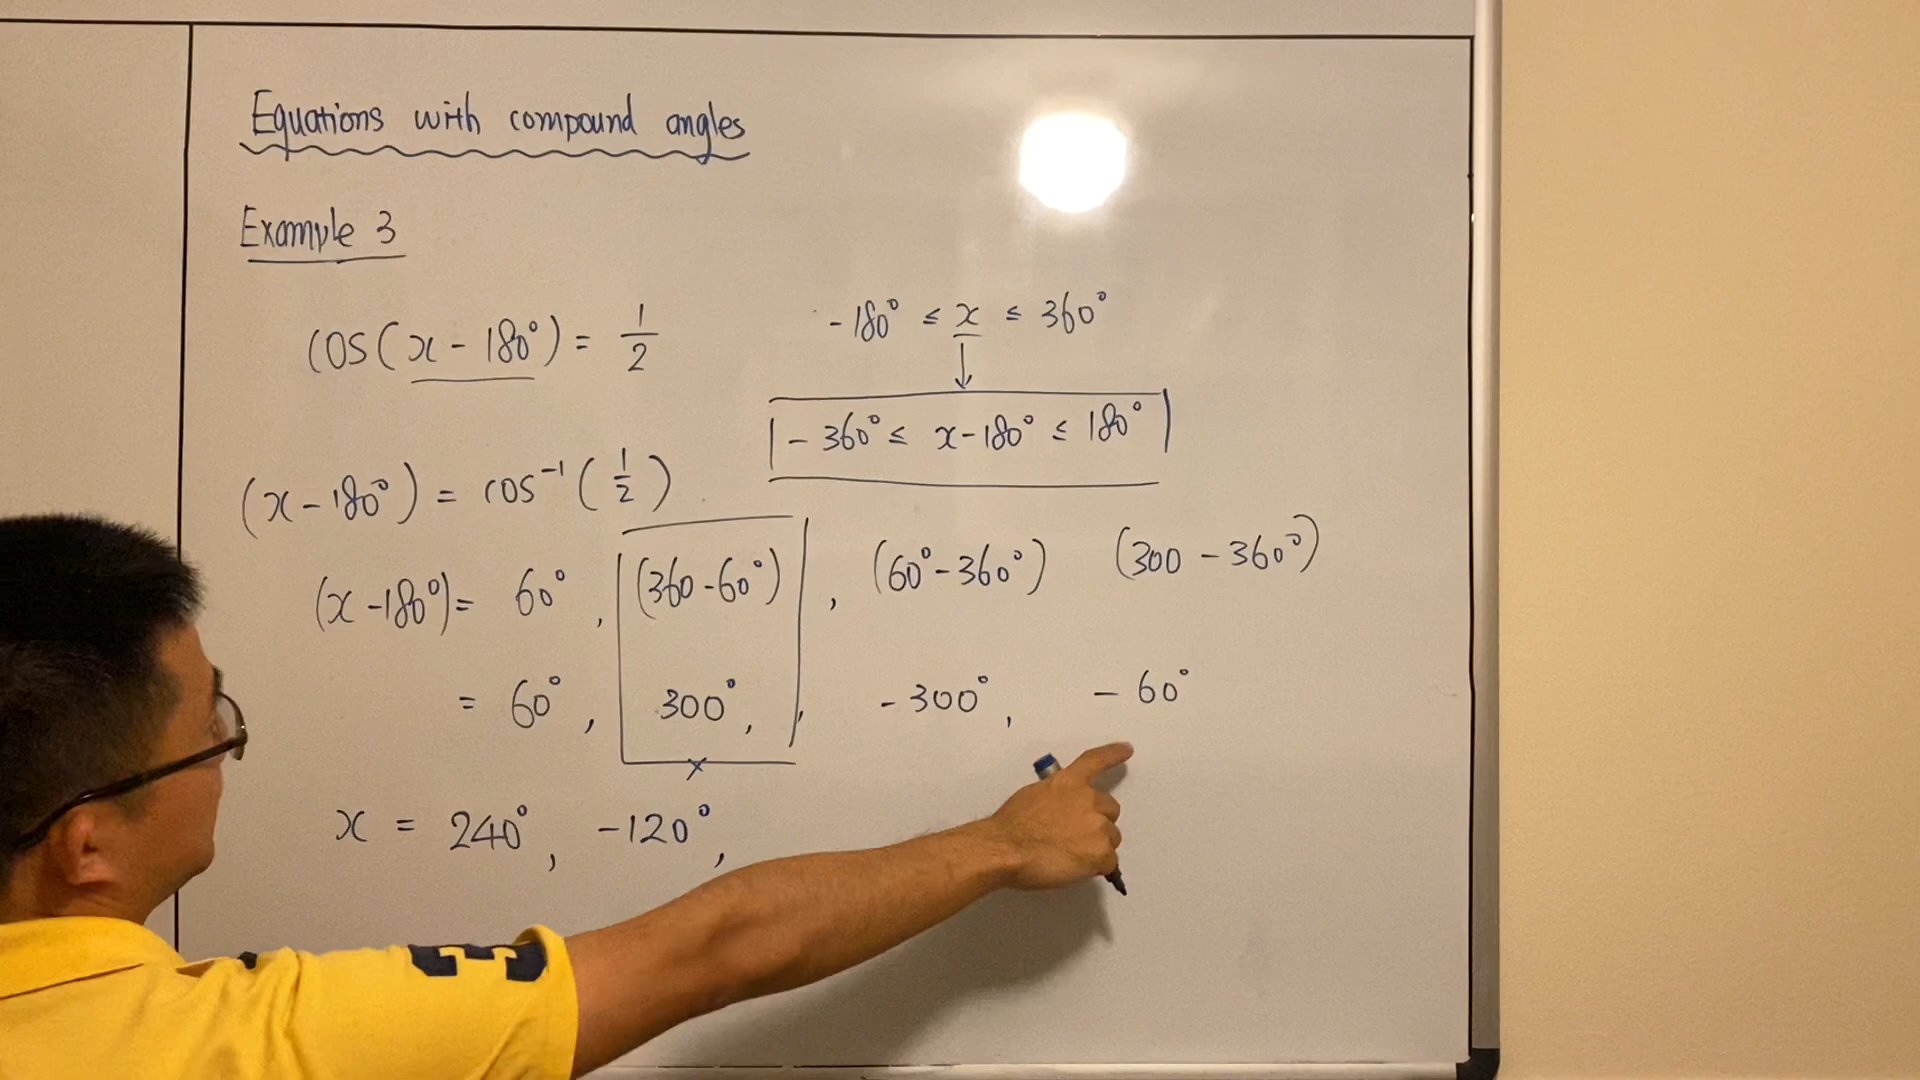 Equations with compound angles
Example 3
cos(x - 180°) = 1/2
-180° ≤ x ≤ 360°
-360° ≤ x-180° ≤ 180°
(x - 180°) = cos⁻¹(1/2)
(x -180°)= 60°, (360-60°), (60°-360°) (300 - 360°)
= 60°, 300°,, -300°, -60°
x = 240°, -120°,